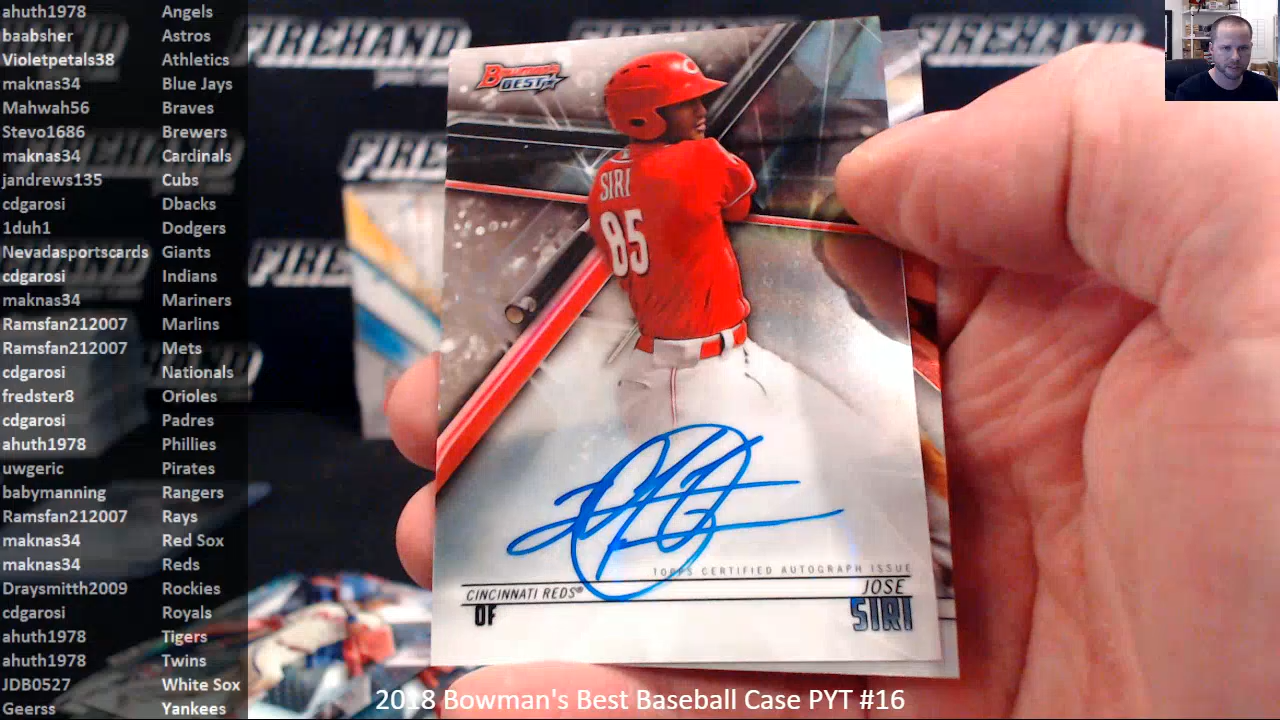 ahuth1978 Angels
baabsher Astros
Violetpetals38 Athletics
maknas34 Blue Jays
Mahwah56 Braves
Stevo1686 Brewers
maknas34 Cardinals
jandrews135 Cubs
cdgarosi Dbacks
1duh1 Dodgers
Nevadasportscards Giants
cdgarosi Indians
maknas34 Mariners
Ramsfan212007 Marlins
Ramsfan212007 Mets
cdgarosi Nationals
fredster8 Orioles
cdgarosi Padres
ahuth1978 Phillies
uwgeric Pirates
babymanning Rangers
Ramsfan212007 Rays
maknas34 Red Sox
maknas34 Reds
Draysmitth2009 Rockies
cdgarosi Royals
ahuth1978 Tigers
ahuth1978 Twins
JDB0527 White Sox
Geerss Yankees
FIREHAND
BOWMAN'S
BEST
C
SIRI
85
TOPPS CERTIFIED AUTOGRAPH ISSUE
CINCINNATI REDS®
OF
JOSE
SIRI
2018 Bowman's Best Baseball Case PYT #16